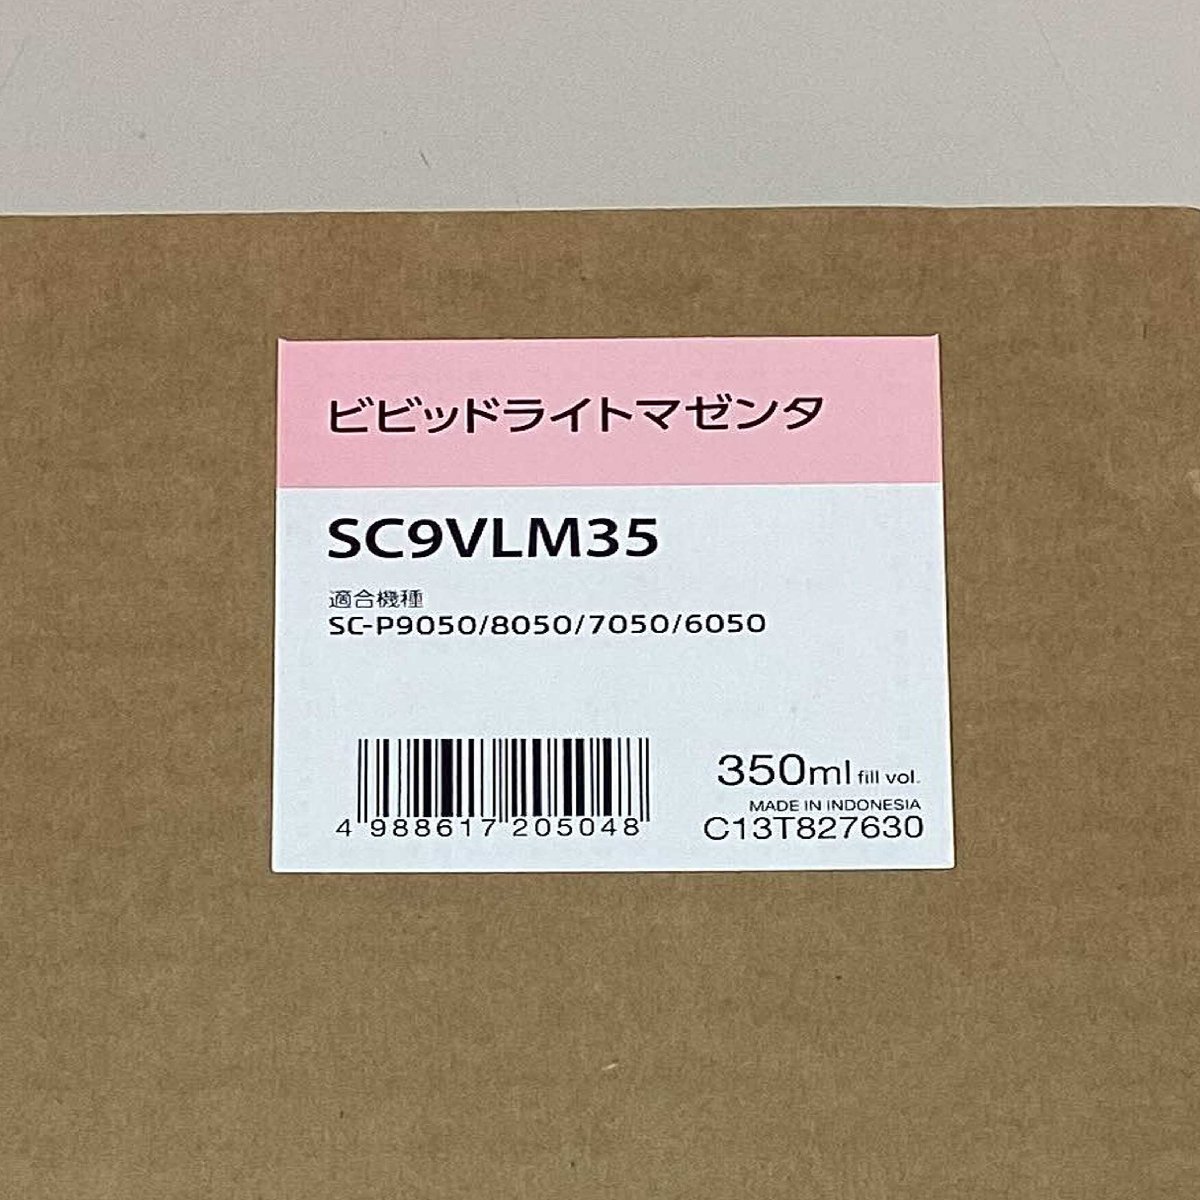 ビビッドライトマゼンタ
SC9VLM35
適合機種
SC-P9050/8050/7050/6050
4 988617 205048
350ml fill vol.
MADE IN INDONESIA
C13T827630